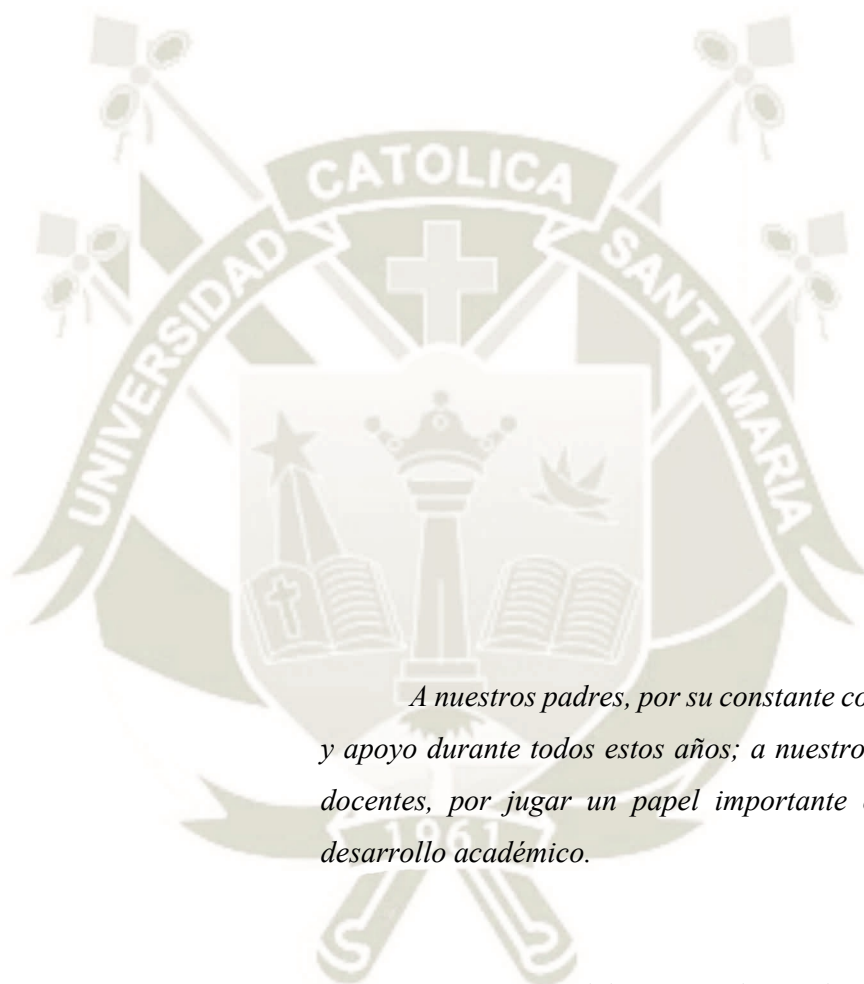 CATOLICA
UNIVERSIDAD
SANTA MARIA
A nuestros padres, por su constante
y apoyo durante todos estos años; a nuestro
docentes, por jugar un papel importante
desarrollo académico.
1961